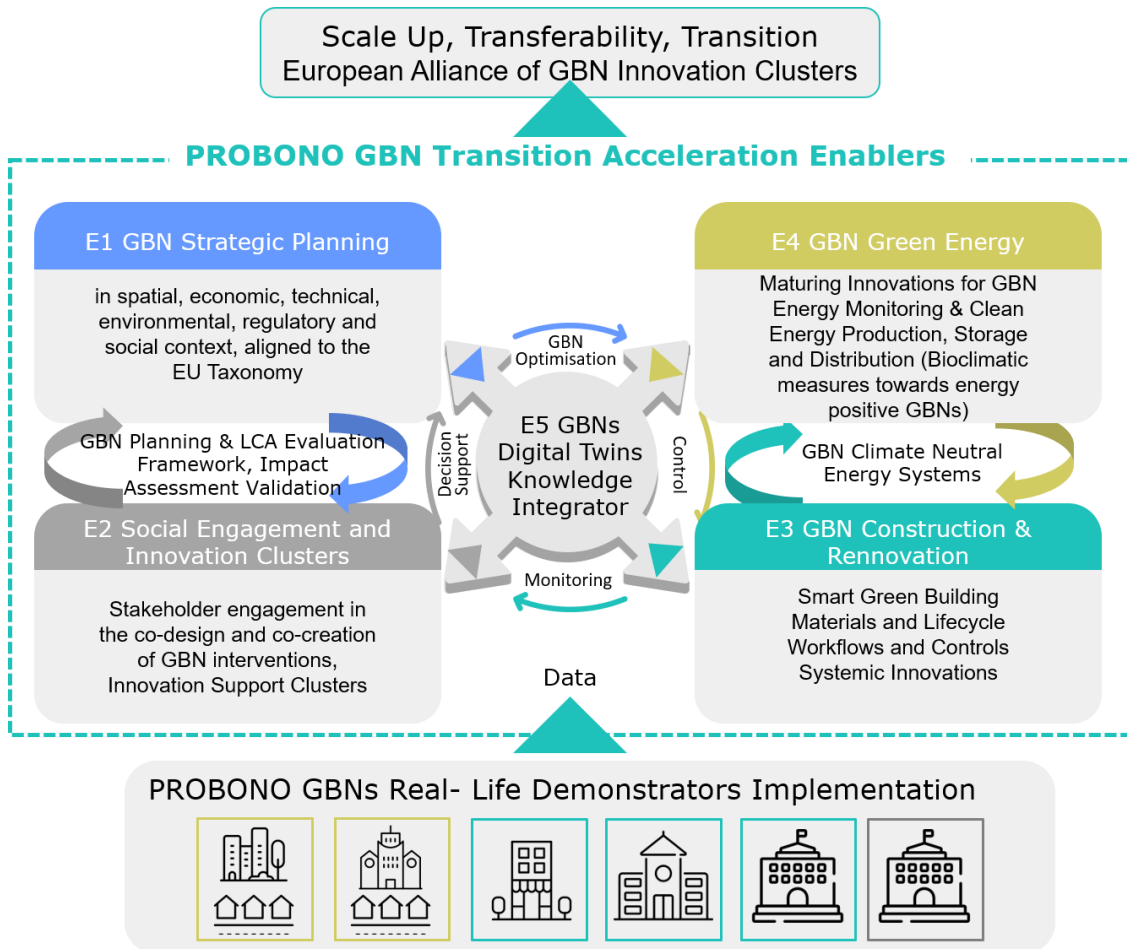 Scale Up, Transferability, Transition
European Alliance of GBN Innovation Clusters
PROBONO GBN Transition Acceleration Enablers
E1 GBN Strategic Planning
in spatial, economic, technical,
environmental, regulatory and
social context, aligned to the
EU Taxonomy
GBN Planning & LCA Evaluation
Framework, Impact
Assessment Validation
E2 Social Engagement and
Innovation Clusters
Stakeholder engagement in
the co-design and co-creation
of GBN interventions,
Innovation Support Clusters
GBN
Optimisation
Decision
Support
E5 GBNs
Digital Twins
Knowledge
Integrator
Control
Monitoring
E4 GBN Green Energy
Maturing Innovations for GBN
Energy Monitoring & Clean
Energy Production, Storage
and Distribution (Bioclimatic
measures towards energy
positive GBNs)
GBN Climate Neutral
Energy Systems
E3 GBN Construction &
Rennovation
Smart Green Building
Materials and Lifecycle
Workflows and Controls
Systemic Innovations
Data
PROBONO GBNs Real- Life Demonstrators Implementation